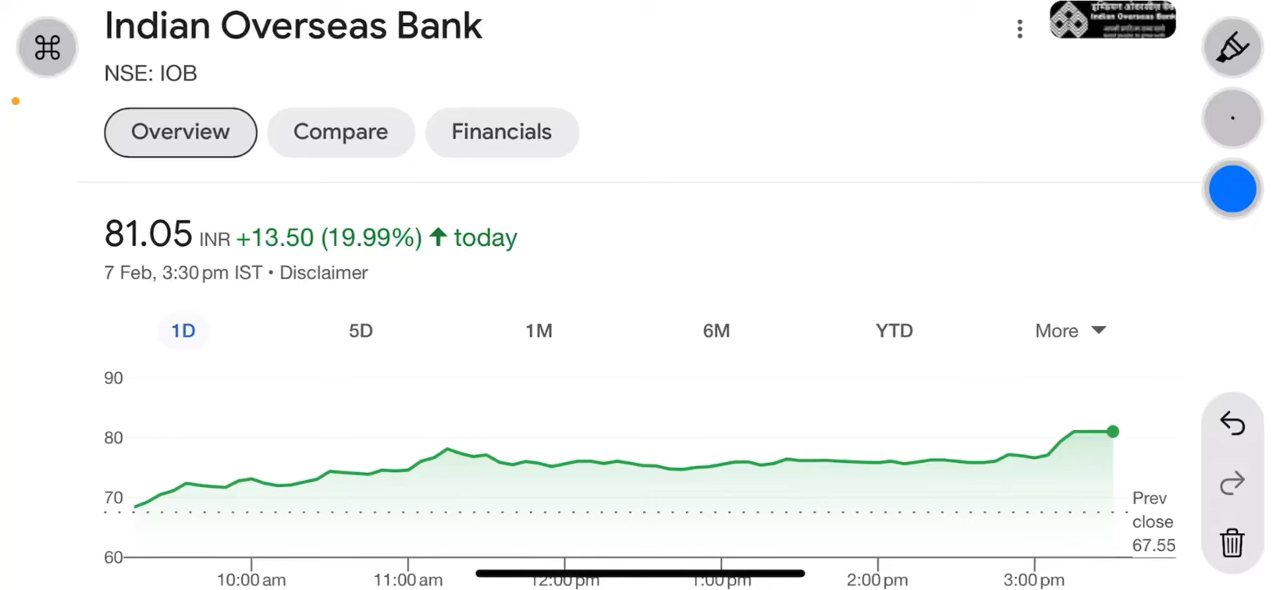 Indian Overseas Bank
NSE: IOB
Indian Overseas Bank
Overview
Compare
Financials
81.05 INR +13.50 (19.99%) today
7 Feb, 3:30 pm IST • Disclaimer
1D
5D
1M
6M
YTD
More
90
80
70
60
Prev
close
67.55
10:00 am
11:00 am
12:00 pm
1:00 pm
2:00 pm
3:00 pm